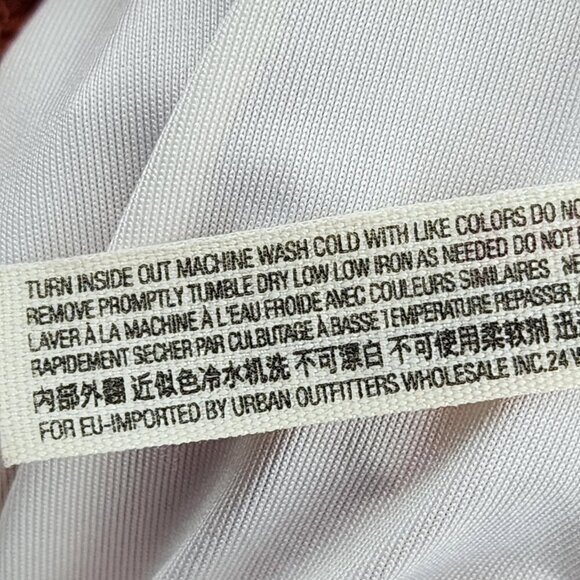 TURN INSIDE OUT MACHINE WASH COLD WITH LIKE COLORS DO
REMOVE PROMPTLY TUMBLE DRY LOW LOW IRON AS NEEDED DO NOT
LAVER À LA MACHINE À L'EAU FROIDE AVEC COULEURS SIMILAIRES
RAPIDEMENT SECHER PAR CULBUTAGE À BASSE TEMPERATURE REPASSER
内部外翻 近似色冷水机洗 不可漂白 不可使用柔软剂 迅
FOR EU-IMPORTED BY URBAN OUTFITTERS WHOLESALE INC.24